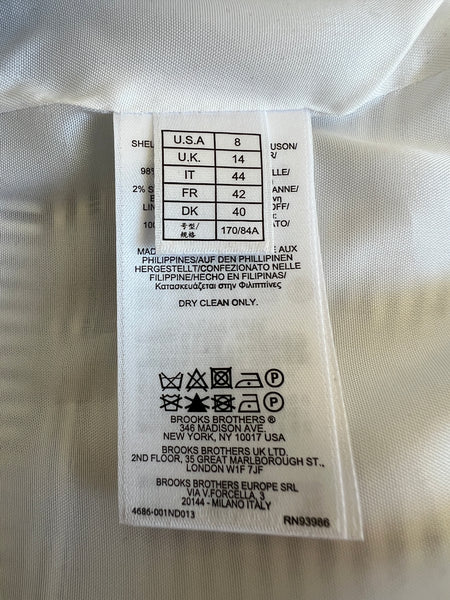 U.S.A 8
U.K. 14
IT 44
FR 42
DK 40
号型/规格 170/84A
SHEL USON/
98% LLE/
2% S ANNE/
LIN OFF/
100 ATO/
PHILIPPINES/AUF DEN PHILLIPINEN
HERGESTELLT/CONFEZIONATO NELLE
FILIPPINE/HECHO EN FILIPINAS/
Κατασκευάζεται στην Φιλιππίνες
DRY CLEAN ONLY.
P
P
BROOKS BROTHERS ®
346 MADISON AVE.
NEW YORK, NY 10017 USA
BROOKS BROTHERS UK LTD.
2ND FLOOR, 35 GREAT MARLBOROUGH ST.,
LONDON W1F 7JF
BROOKS BROTHERS EUROPE SRL
VIA V.FORCELLA, 3
20144 - MILANO ITALY
4686-001ND013 RN93986